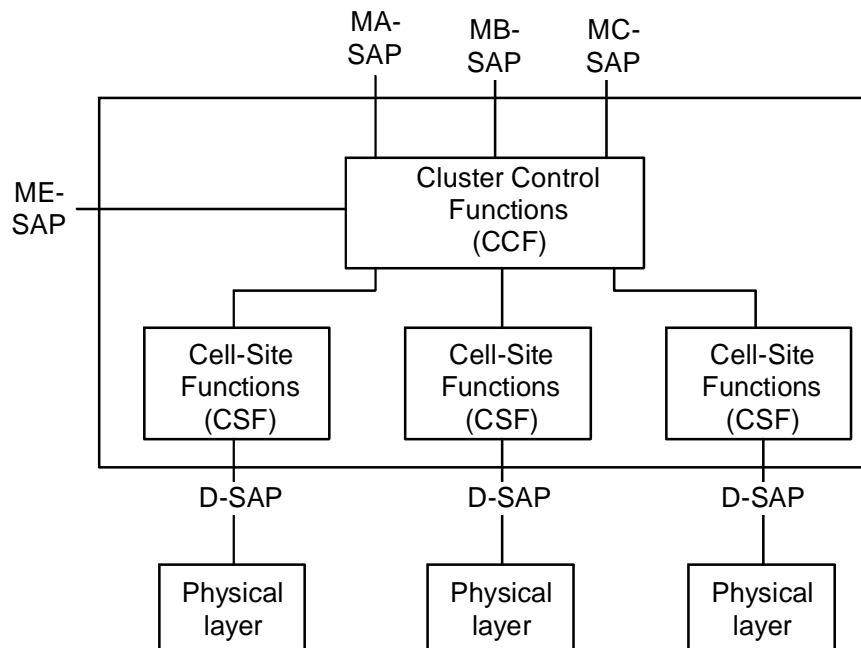 MA-
SAP
MB-
SAP
MC-
SAP
ME-
SAP
Cluster Control
Functions
(CCF)
Cell-Site
Functions
(CSF)
Cell-Site
Functions
(CSF)
Cell-Site
Functions
(CSF)
D-SAP
D-SAP
D-SAP
Physical
layer
Physical
layer
Physical
layer